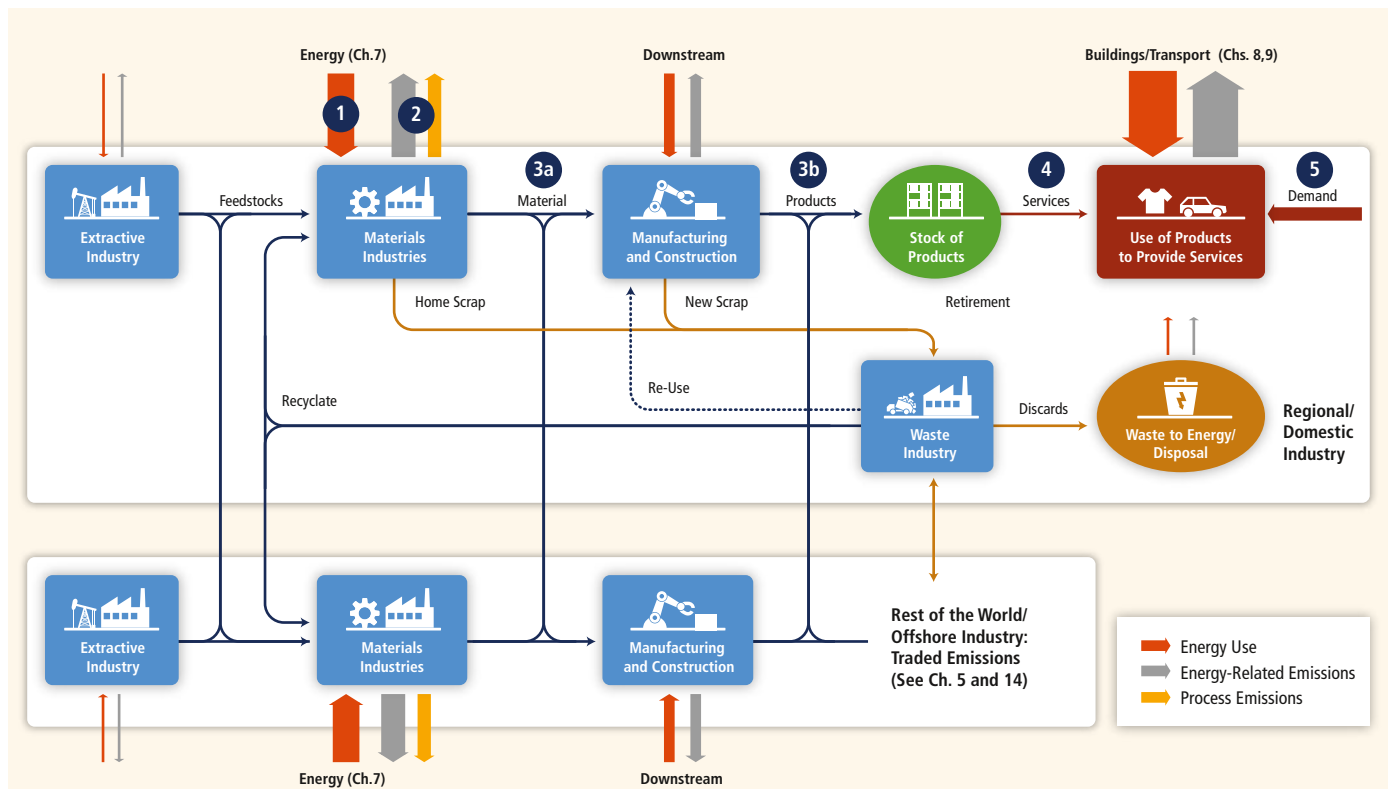 Energy (Ch.7)
Downstream
Buildings/Transport (Chs. 8,9)
1
2
3a
3b
4
5
Feedstocks
Material
Products
Services
Demand
Extractive
Industry
Materials
Industries
Manufacturing
and Construction
Stock of
Products
Use of Products
to Provide Services
Home Scrap
New Scrap
Retirement
Recyclate
Re-Use
Waste
Industry
Discards
Waste to Energy/
Disposal
Regional/
Domestic
Industry
Extractive
Industry
Materials
Industries
Manufacturing
and Construction
Rest of the World/
Offshore Industry:
Traded Emissions
(See Ch. 5 and 14)
Energy Use
Energy-Related Emissions
Process Emissions
Energy (Ch.7)
Downstream